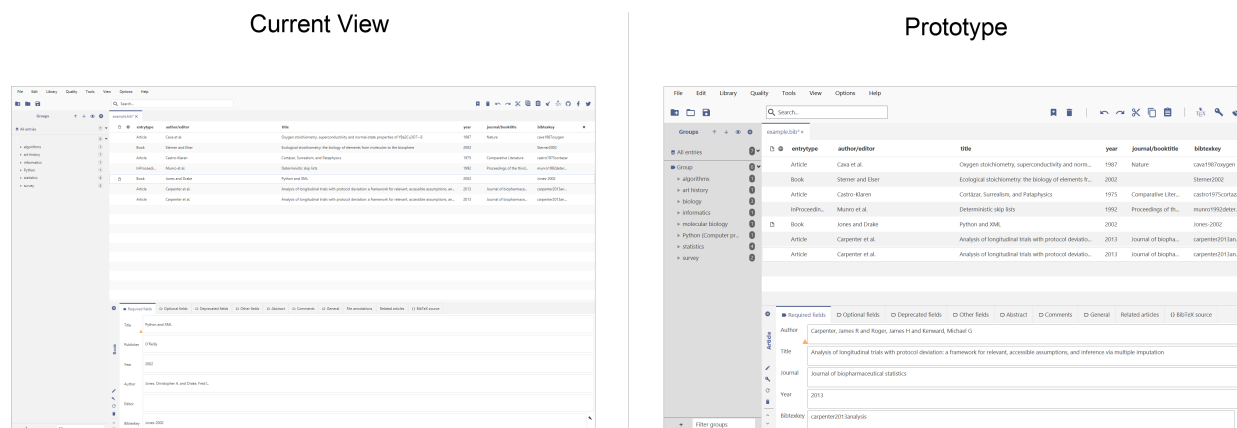 Current View
File Edit Library Quality Tools View Options Help
Search...
Groups
example.bib* ×
All entries
entrytype author/editor title year journal/booktitle bibtexkey
Article Cava et al. Oxygen stoichiometry, superconductivity and normal-state properties of YBa2Cu3O7-δ 1987 Nature cava1987oxygen
Book Sterner and Elser Ecological stoichiometry: the biology of elements from molecules to the biosphere 2002 Sterner2002
Article Castro-Klaren Cortázar, Surrealism, and Pataphysics 1975 Comparative Literature castro1975cortazar
InProceedi... Munro et al. Deterministic skip lists 1992 Proceedings of the third...
Book Jones and Drake Python and XML 2002 Jones-2002
Article Carpenter et al. Analysis of longitudinal trials with protocol deviation: a framework for relevant, accessible assumptions, an... 2013 Journal of biopharmaceu... carpenter2013an...
Article Carpenter et al. Analysis of longitudinal trials with protocol deviation: a framework for relevant, accessible assumptions, an... 2013 Journal of biopharmaceu... carpenter2013an...
algorithms
art history
informatics
Python
statistics
survey
Required fields Optional fields Deprecated fields Other fields Abstract Comments General File annotations Related articles {} BibTeX source
Book
Title Python and XML
Publisher O'Reilly
Year 2002
Author Jones, Christopher A. and Drake, Fred L.
Editor
Bibtexkey Jones-2002
Prototype
File Edit Library Quality Tools View Options Help
Search...
Groups
example.bib* ×
All entries
Group
algorithms
art history
biology
informatics
molecular biology
Python (Computer pr...
statistics
survey
entrytype author/editor title year journal/booktitle bibtexkey
Article Cava et al. Oxygen stoichiometry, superconductivity and norm... 1987 Nature cava1987oxygen
Book Sterner and Elser Ecological stoichiometry: the biology of elements fr... 2002 Sterner2002
Article Castro-Klaren Cortázar, Surrealism, and Pataphysics 1975 Comparative Liter... castro1975cortaz
InProceedin... Munro et al. Deterministic skip lists 1992 Proceedings of th... munro1992deter.
Book Jones and Drake Python and XML 2002 Jones-2002
Article Carpenter et al. Analysis of longitudinal trials with protocol deviatio... 2013 Journal of biopha... carpenter2013an.
Article Carpenter et al. Analysis of longitudinal trials with protocol deviatio... 2013 Journal of biopha... carpenter2013an.
Required fields Optional fields Deprecated fields Other fields Abstract Comments General Related articles {} BibTeX source
Article
Author Carpenter, James R and Roger, James H and Kenward, Michael G
Title Analysis of longitudinal trials with protocol deviation: a framework for relevant, accessible assumptions, and inference via multiple imputation
Journal Journal of biopharmaceutical statistics
Year 2013
Bibtexkey carpenter2013analysis
+ Filter groups